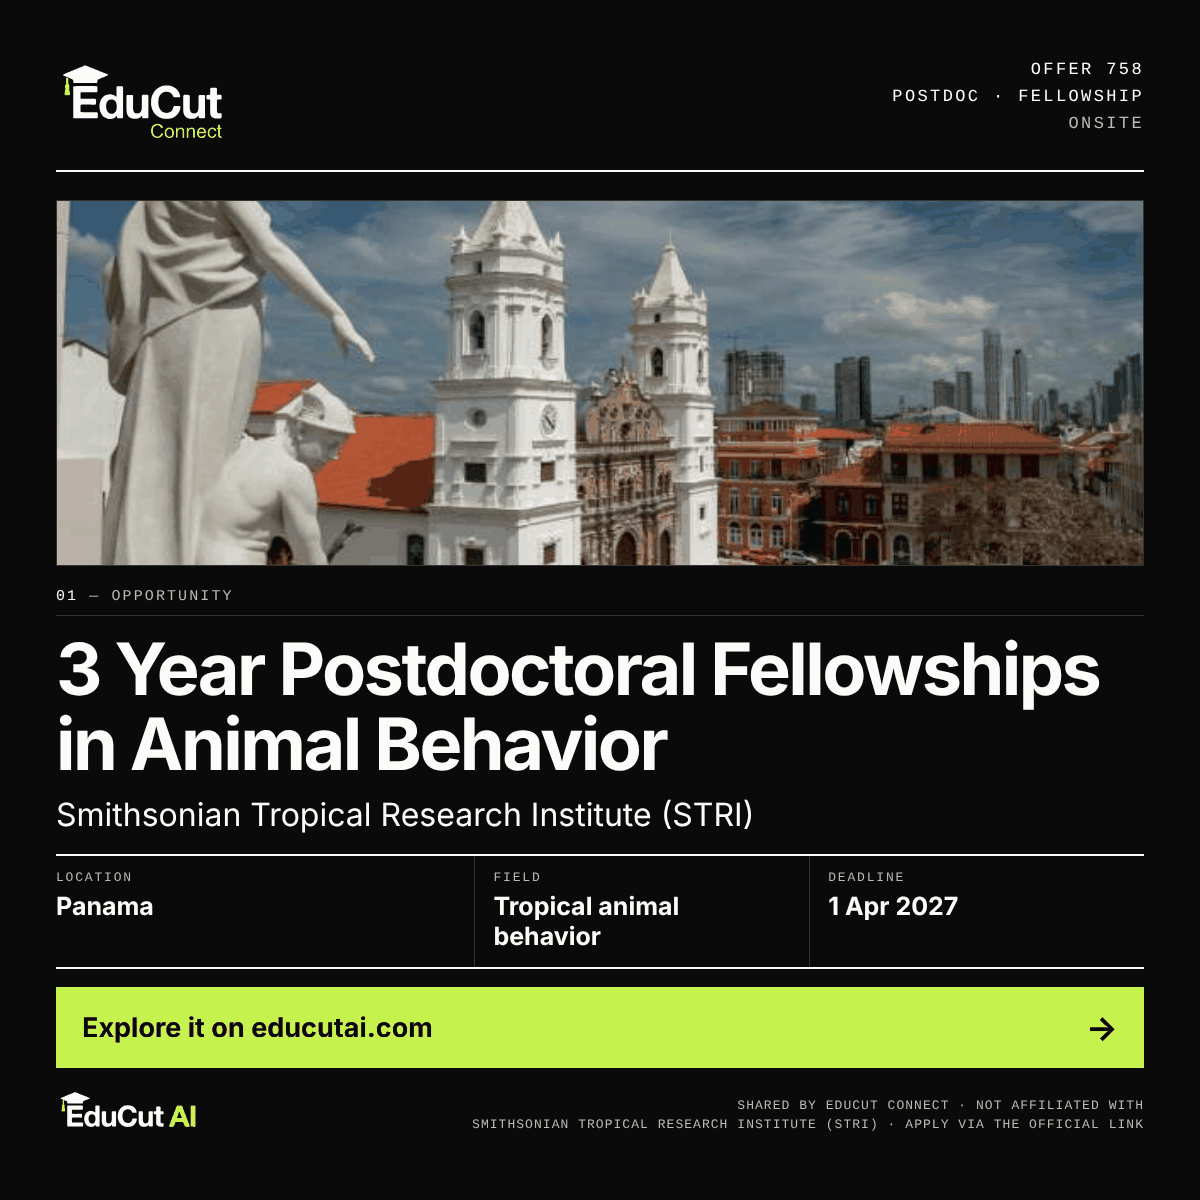 EduCut
Connect
OFFER 758
POSTDOC · FELLOWSHIP
ONSITE
01 — OPPORTUNITY
3 Year Postdoctoral Fellowships
in Animal Behavior
Smithsonian Tropical Research Institute (STRI)
LOCATION
Panama
FIELD
Tropical animal
behavior
DEADLINE
1 Apr 2027
Explore it on educutai.com →
EduCut AI
SHARED BY EDUCUT CONNECT · NOT AFFILIATED WITH
SMITHSONIAN TROPICAL RESEARCH INSTITUTE (STRI) · APPLY VIA THE OFFICIAL LINK